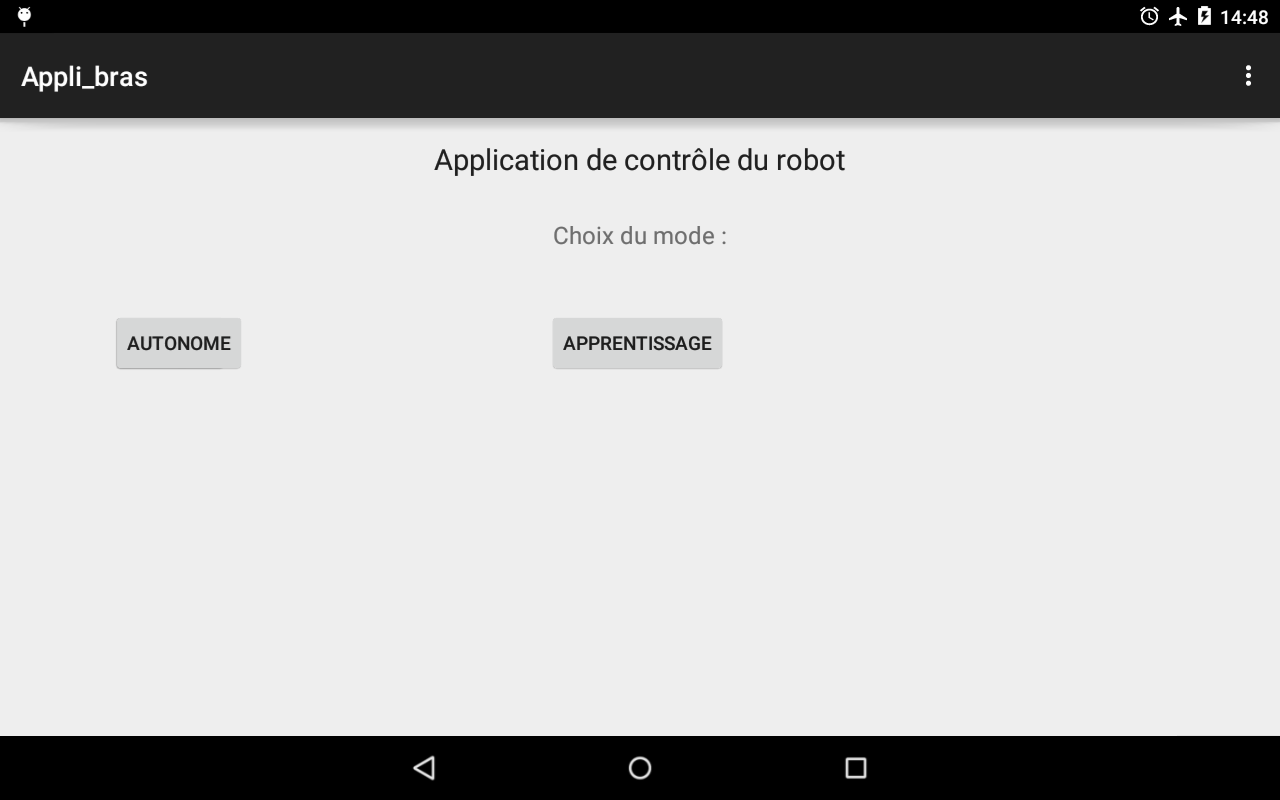 14:48
Appli_bras
Application de contrôle du robot
Choix du mode :
AUTONOME
APPRENTISSAGE